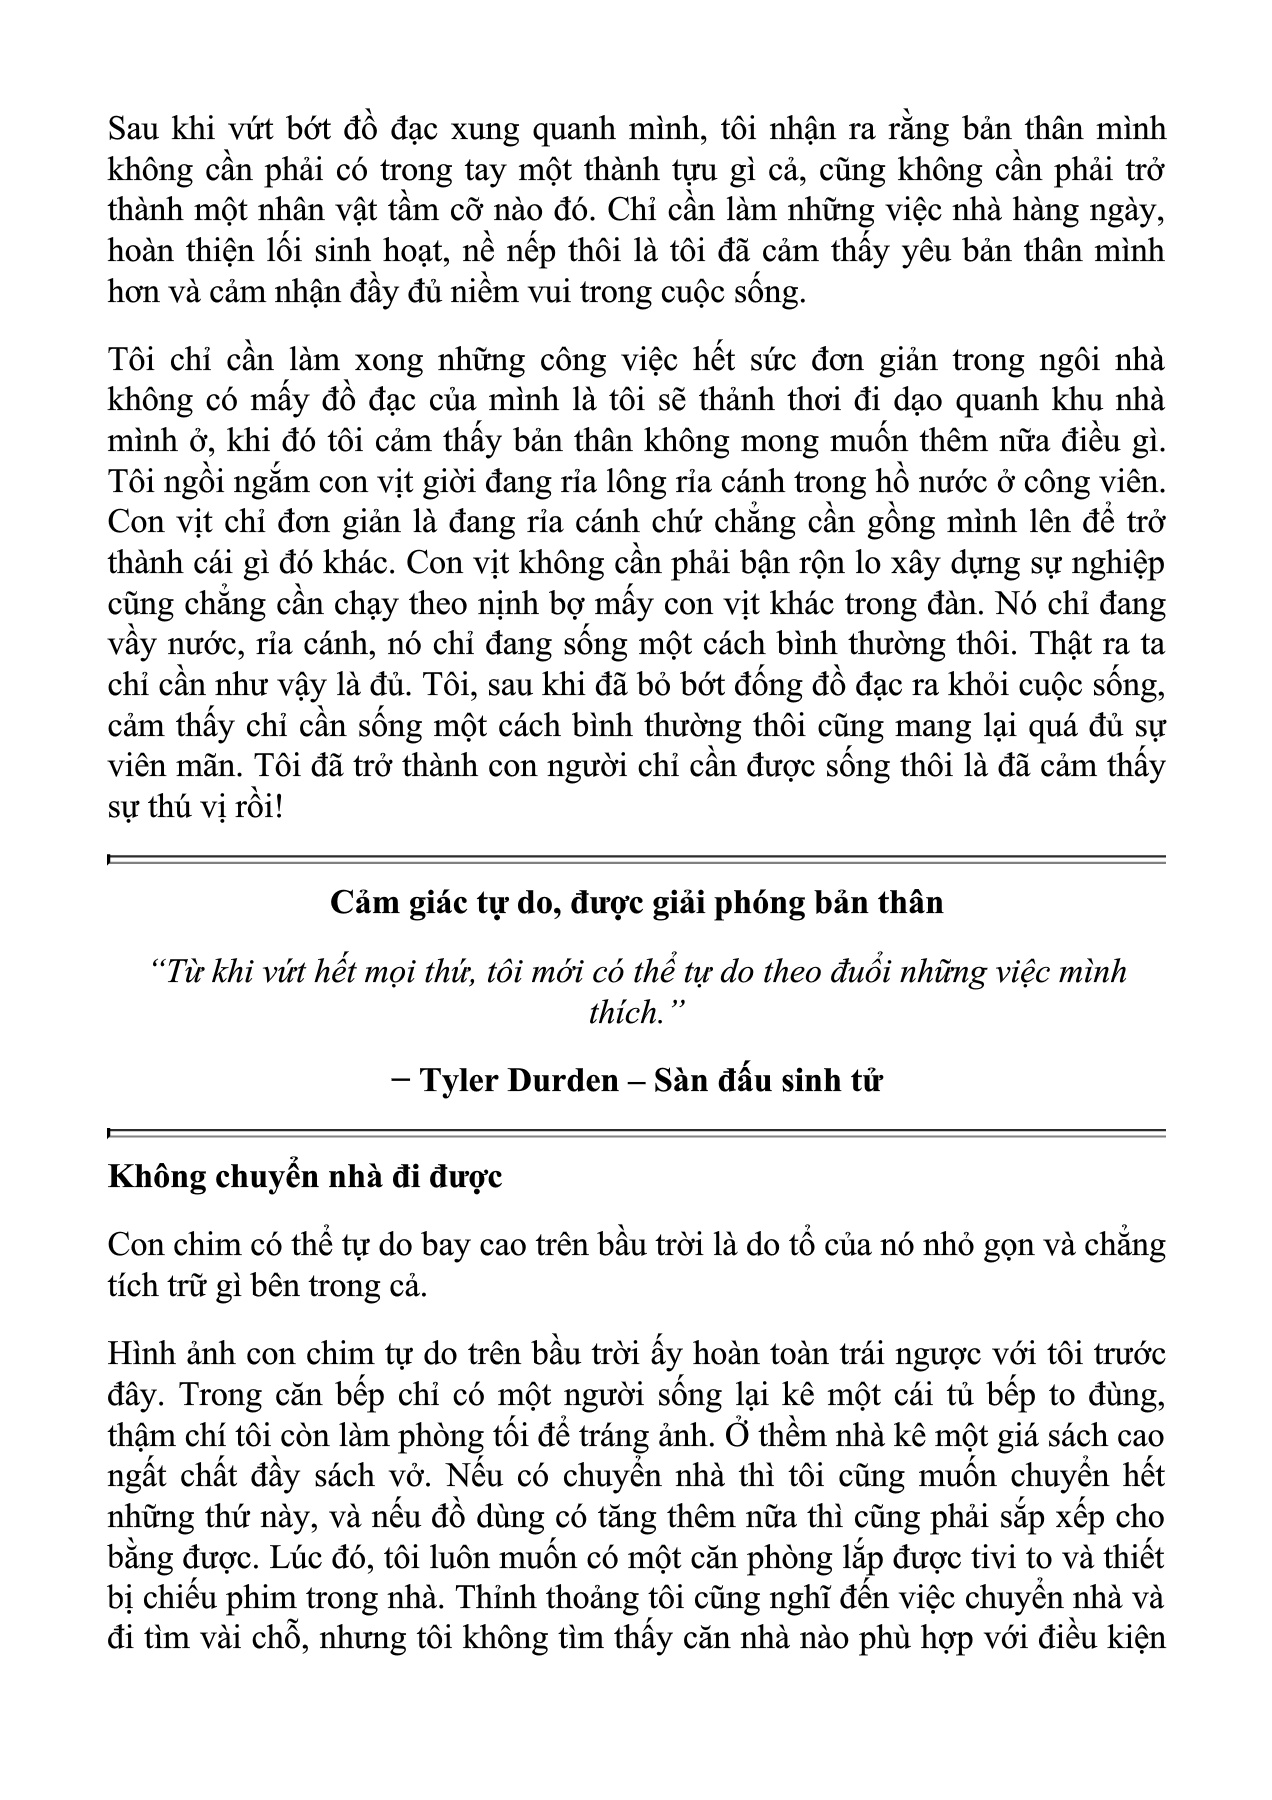 Sau khi vứt bớt đồ đạc xung quanh mình, tôi nhận ra rằng bản thân mình
không cần phải có trong tay một thành tựu gì cả, cũng không cần phải trở
thành một nhân vật tầm cỡ nào đó. Chỉ cần làm những việc nhà hàng ngày,
hoàn thiện lối sinh hoạt, nề nếp thôi là tôi đã cảm thấy yêu bản thân mình
hơn và cảm nhận đầy đủ niềm vui trong cuộc sống.
Tôi chỉ cần làm xong những công việc hết sức đơn giản trong ngôi nhà
không có mấy đồ đạc của mình là tôi sẽ thảnh thơi đi dạo quanh khu nhà
mình ở, khi đó tôi cảm thấy bản thân không mong muốn thêm nữa điều gì.
Tôi ngồi ngắm con vịt giời đang rỉa lông rỉa cánh trong hồ nước ở công viên.
Con vịt chỉ đơn giản là đang rỉa cánh chứ chẳng cần gồng mình lên để trở
thành cái gì đó khác. Con vịt không cần phải bận rộn lo xây dựng sự nghiệp
cũng chẳng cần chạy theo nịnh bợ mấy con vịt khác trong đàn. Nó chỉ đang
vầy nước, rỉa cánh, nó chỉ đang sống một cách bình thường thôi. Thật ra ta
chỉ cần như vậy là đủ. Tôi, sau khi đã bỏ bớt đống đồ đạc ra khỏi cuộc sống,
cảm thấy chỉ cần sống một cách bình thường thôi cũng mang lại quá đủ sự
viên mãn. Tôi đã trở thành con người chỉ cần được sống thôi là đã cảm thấy
sự thú vị rồi!
Cảm giác tự do, được giải phóng bản thân
“Từ khi vứt hết mọi thứ, tôi mới có thể tự do theo đuổi những việc mình
thích.”
− Tyler Durden – Sàn đấu sinh tử
Không chuyển nhà đi được
Con chim có thể tự do bay cao trên bầu trời là do tổ của nó nhỏ gọn và chẳng
tích trữ gì bên trong cả.
Hình ảnh con chim tự do trên bầu trời ấy hoàn toàn trái ngược với tôi trước
đây. Trong căn bếp chỉ có một người sống lại kê một cái tủ bếp to đùng,
thậm chí tôi còn làm phòng tối để tráng ảnh. Ở thềm nhà kê một giá sách cao
ngất chất đầy sách vở. Nếu có chuyển nhà thì tôi cũng muốn chuyển hết
những thứ này, và nếu đồ dùng có tăng thêm nữa thì cũng phải sắp xếp cho
bằng được. Lúc đó, tôi luôn muốn có một căn phòng lắp được tivi to và thiết
bị chiếu phim trong nhà. Thỉnh thoảng tôi cũng nghĩ đến việc chuyển nhà và
đi tìm vài chỗ, nhưng tôi không tìm thấy căn nhà nào phù hợp với điều kiện